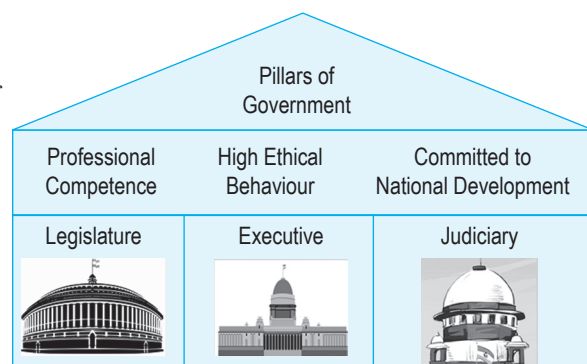 Pillars of
Government
Professional
Competence
High Ethical
Behaviour
Committed to
National Development
Legislature
Executive
Judiciary